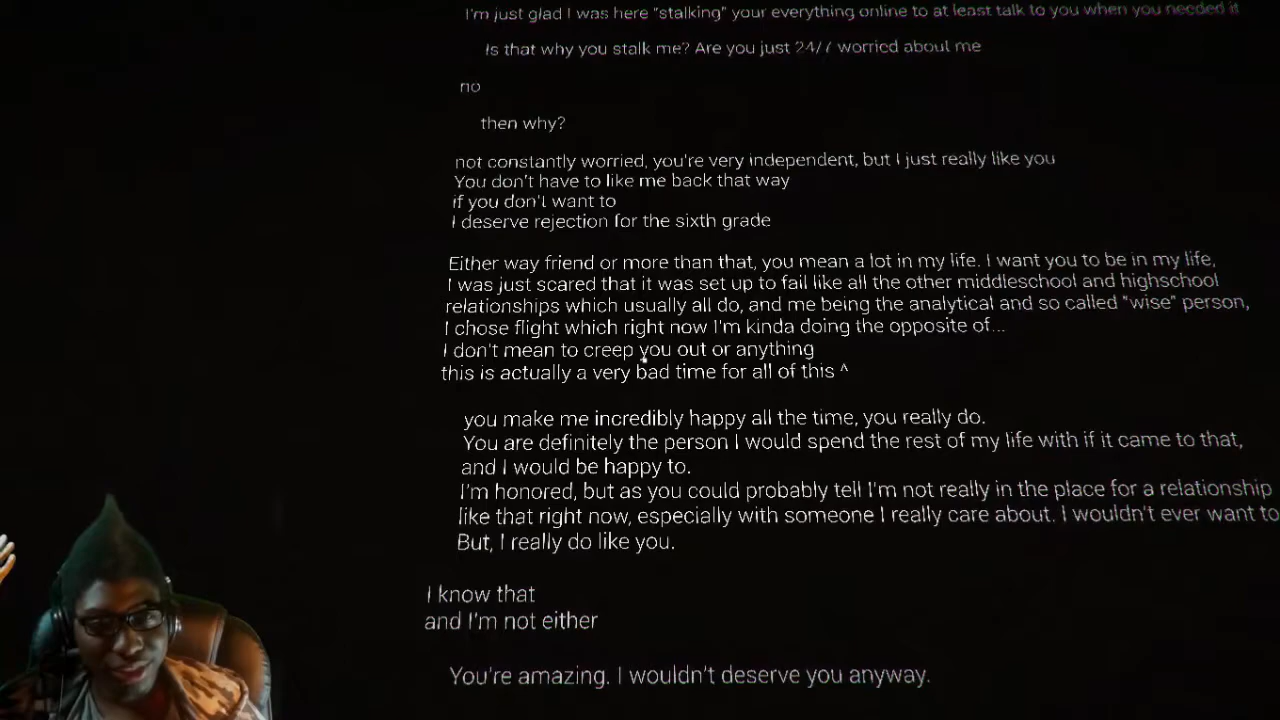 I'm just glad I was here "stalking" your everything online to at least talk to you when you needed it
Is that why you stalk me? Are you just 24/7 worried about me
no
then why?
not constantly worried, you're very independent, but I just really like you
You don't have to like me back that way
if you don't want to
I deserve rejection for the sixth grade
Either way friend or more than that, you mean a lot in my life. I want you to be in my life,
I was just scared that it was set up to fail like all the other middleschool and highschool
relationships which usually all do, and me being the analytical and so called "wise" person,
I chose flight which right now I'm kinda doing the opposite of...
I don't mean to creep you out or anything
this is actually a very bad time for all of this ^
you make me incredibly happy all the time, you really do.
You are definitely the person I would spend the rest of my life with if it came to that,
and I would be happy to.
I'm honored, but as you could probably tell I'm not really in the place for a relationship
like that right now, especially with someone I really care about. I wouldn't ever want to
But, I really do like you.
I know that
and I'm not either
You're amazing. I wouldn't deserve you anyway.